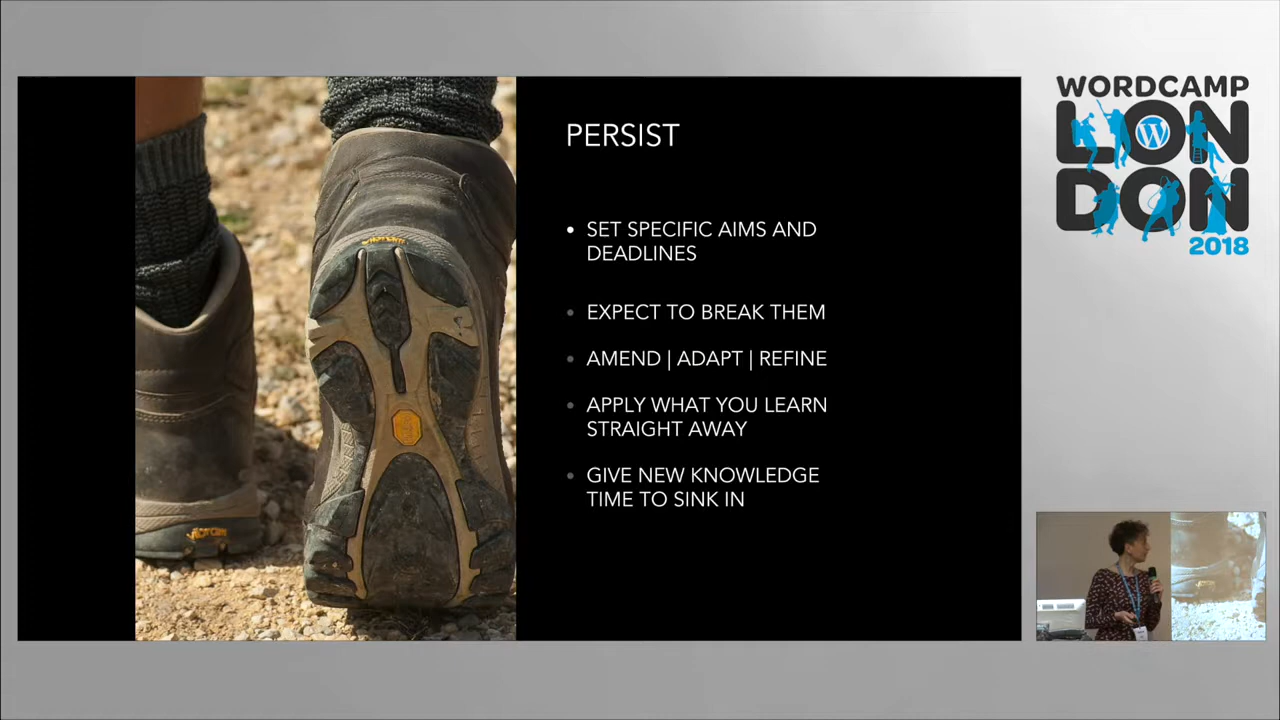 PERSIST
• SET SPECIFIC AIMS AND
DEADLINES
• EXPECT TO BREAK THEM
• AMEND | ADAPT | REFINE
• APPLY WHAT YOU LEARN
STRAIGHT AWAY
• GIVE NEW KNOWLEDGE
TIME TO SINK IN
WORDCAMP
LON
DON
2018